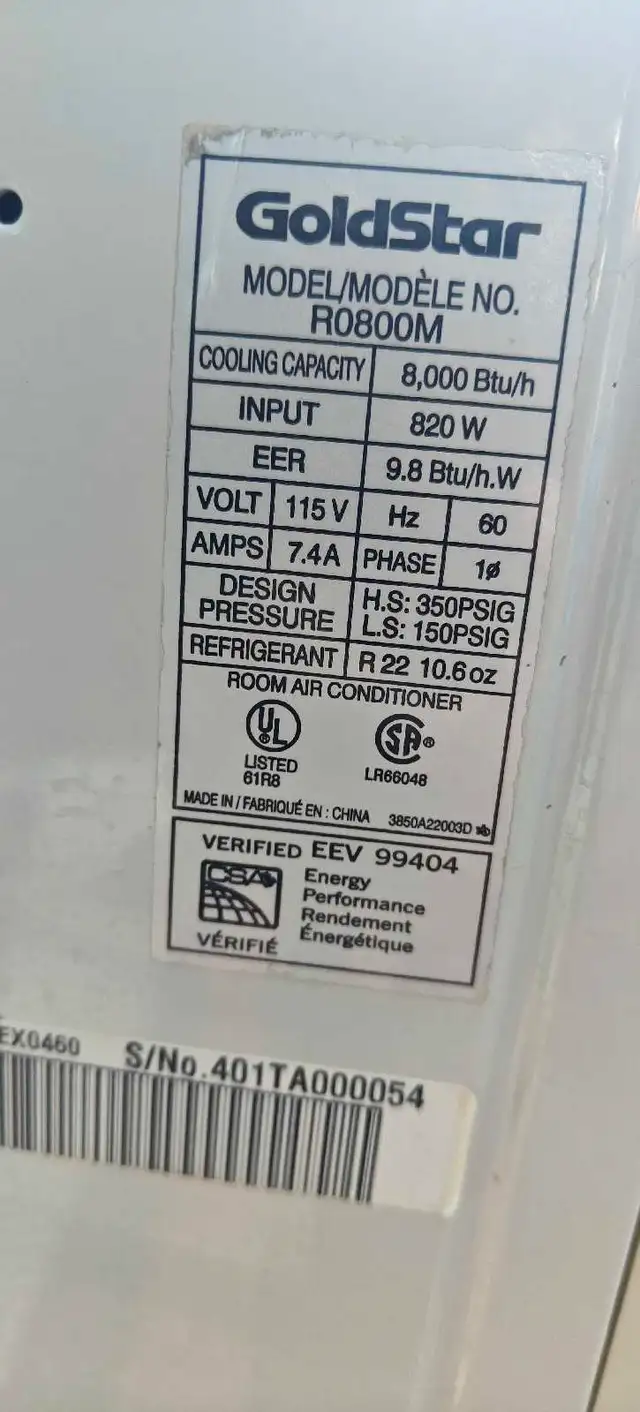 GoldStar
MODEL/MODÈLE NO.
R0800M
COOLING CAPACITY 8,000 Btu/h
INPUT 820 W
EER 9.8 Btu/h.W
VOLT 115 V Hz 60
AMPS 7.4A PHASE 1ø
DESIGN PRESSURE H.S: 350PSIG
L.S: 150PSIG
REFRIGERANT R 22 10.6 oz
ROOM AIR CONDITIONER
UL ® SA ®
LISTED
61R8 LR66048
MADE IN / FABRIQUÉ EN : CHINA 3850A22003D
VERIFIED EEV 99404
CSA Energy
Performance
Rendement
VÉRIFIÉ Énergétique
EX0460 S/No.401TA000054